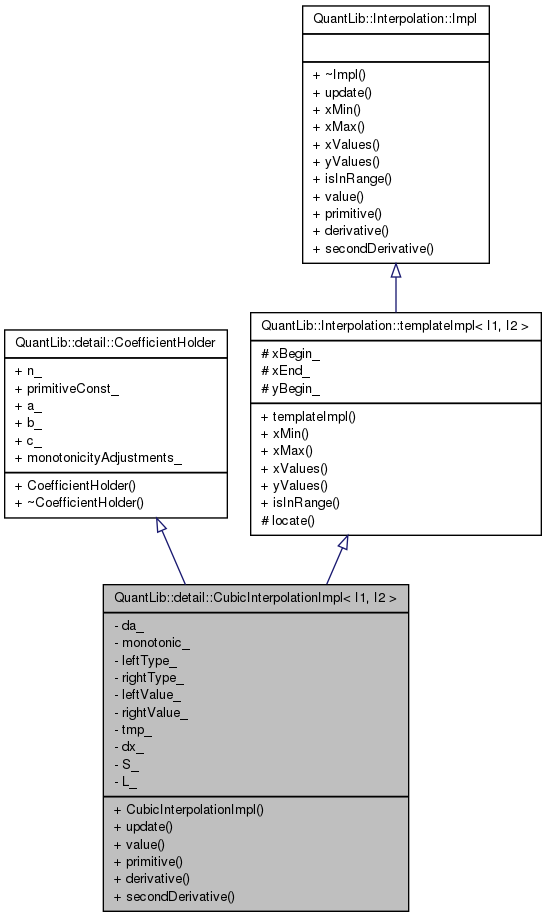 QuantLib::Interpolation::Impl
+ ~Impl()
+ update()
+ xMin()
+ xMax()
+ xValues()
+ yValues()
+ isInRange()
+ value()
+ primitive()
+ derivative()
+ secondDerivative()
QuantLib::detail::CoefficientHolder
+ n_
+ primitiveConst_
+ a_
+ b_
+ c_
+ monotonicityAdjustments_
+ CoefficientHolder()
+ ~CoefficientHolder()
QuantLib::Interpolation::templateImpl< I1, I2 >
# xBegin_
# xEnd_
# yBegin_
+ templateImpl()
+ xMin()
+ xMax()
+ xValues()
+ yValues()
+ isInRange()
# locate()
QuantLib::detail::CubicInterpolationImpl< I1, I2 >
- da_
- monotonic_
- leftType_
- rightType_
- leftValue_
- rightValue_
- tmp_
- dx_
- S_
- L_
+ CubicInterpolationImpl()
+ update()
+ value()
+ primitive()
+ derivative()
+ secondDerivative()